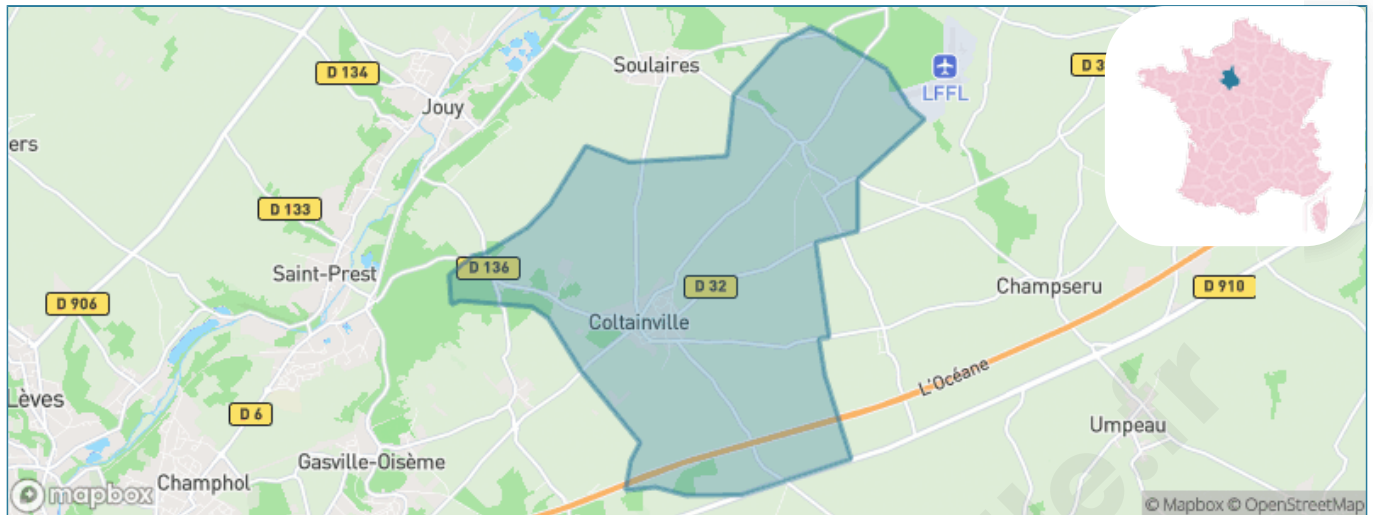 D 134
Soulaires
D 3
LFFL
Jouy
ers
D 133
Saint-Prest
D 136
D 32
Champseru
D 910
D 906
Coltainville
L'Océane
Lèves
D 6
Umpeau
Gasville-Oisème
Champhol
mapbox
© Mapbox © OpenStreetMap